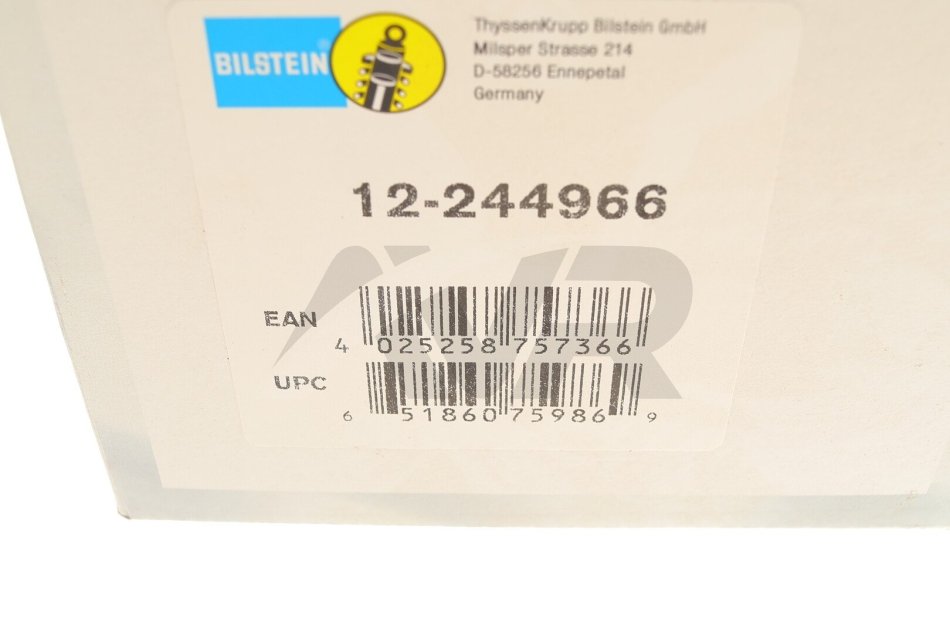 BILSTEIN®
ThyssenKrupp Bilstein GmbH
Milsper Strasse 214
D-58256 Ennepetal
Germany
12-244966
EAN
4 025258 757366
UPC
6 51860 75986 9